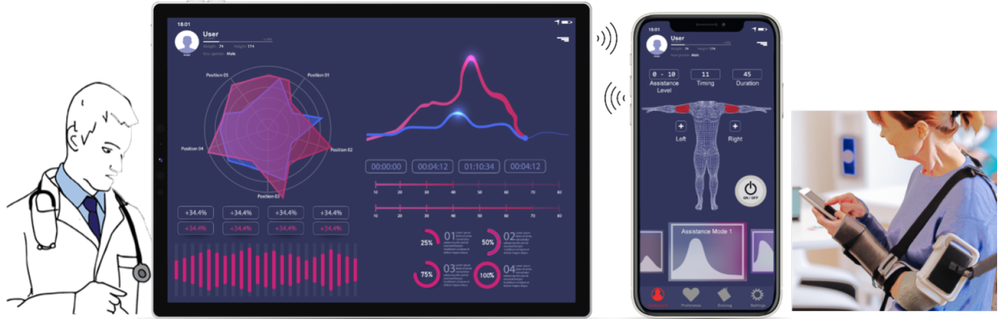 18:01
User
Weight : 74 Height: 174
Your gender : Male
Position 05
Position 01
Position 04
Position 02
Position 03
+34.4% +34.4% +34.4% +34.4%
+34.4% +34.4% +34.4% +34.4%
00:00:00 00:04:12 01:10:34 00:04:12
10 20 30 40 50 60 70 80
10 20 30 40 50 60 70 80
25% 01 50% 02
75% 03 100% 04
18:01
User
Weight : 74 Height: 174
Your gender : Male
0 - 10 11 45
Assistance Timing Duration
Level
Left Right
ON / OFF
Assistance Mode 1
Dashboard Preference Settings